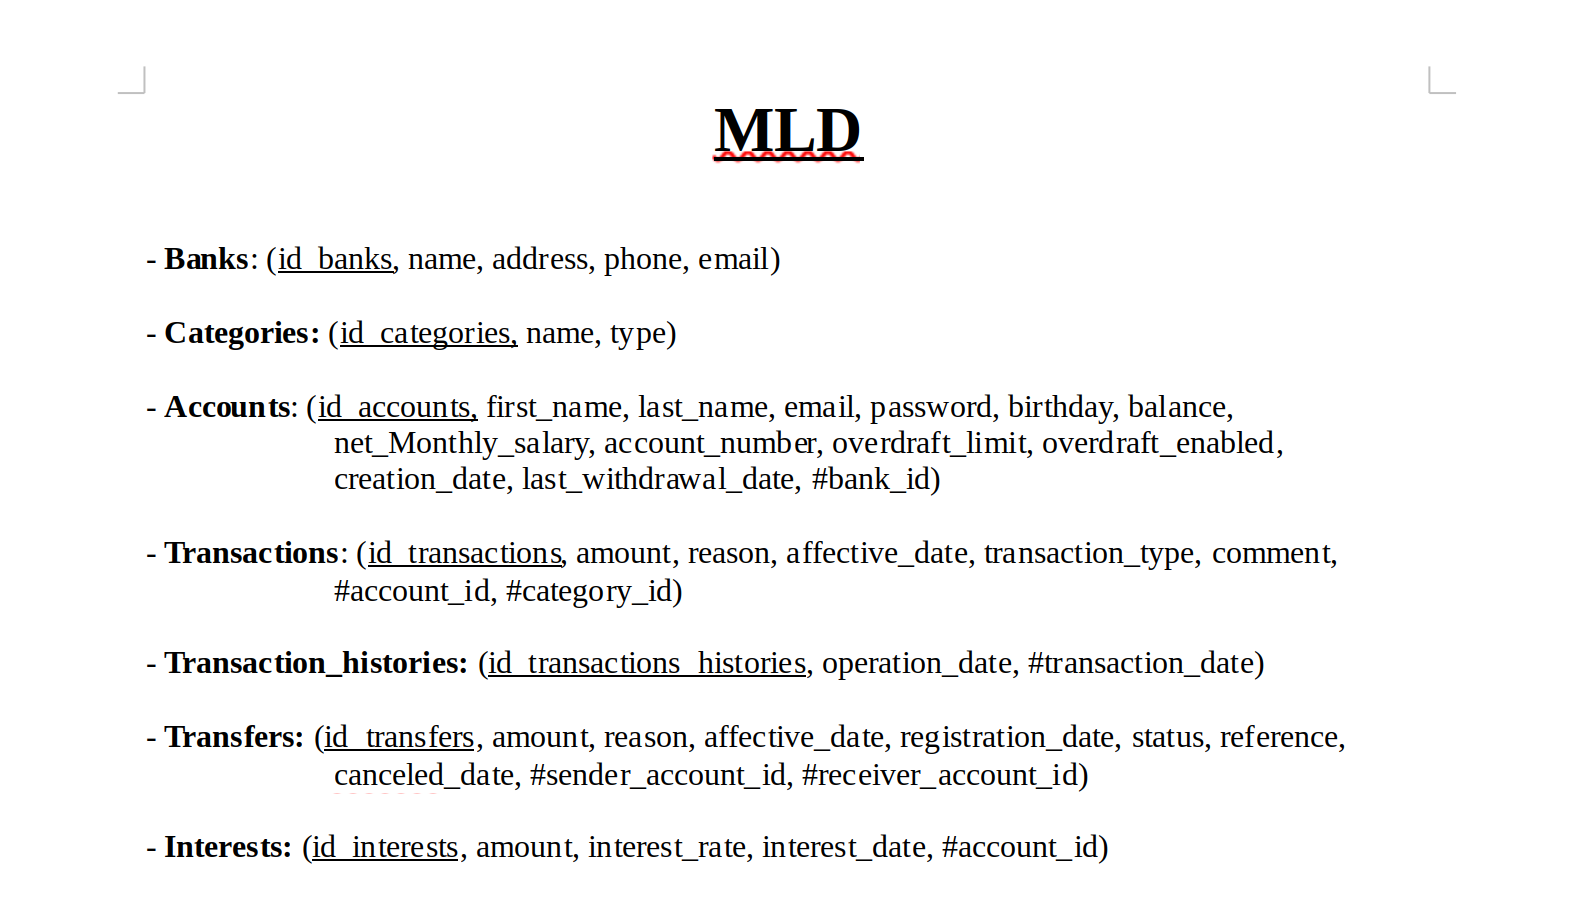 MLD
- Banks: (id_banks, name, address, phone, email)
- Categories: (id_categories, name, type)
- Accounts: (id_accounts, first_name, last_name, email, password, birthday, balance,
net_Monthly_salary, account_number, overdraft_limit, overdraft_enabled,
creation_date, last_withdrawal_date, #bank_id)
- Transactions: (id_transactions, amount, reason, affective_date, transaction_type, comment,
#account_id, #category_id)
- Transaction_histories: (id_transactions_histories, operation_date, #transaction_date)
- Transfers: (id_transfers, amount, reason, affective_date, registration_date, status, reference,
canceled_date, #sender_account_id, #receiver_account_id)
- Interests: (id_interests, amount, interest_rate, interest_date, #account_id)